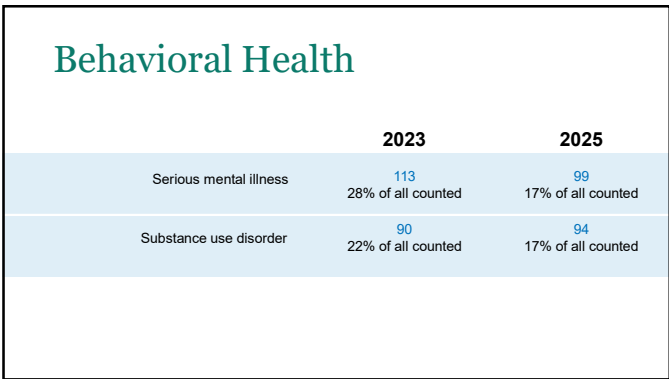 Behavioral Health
2023 2025
Serious mental illness 113 99
28% of all counted 17% of all counted
Substance use disorder 90 94
22% of all counted 17% of all counted